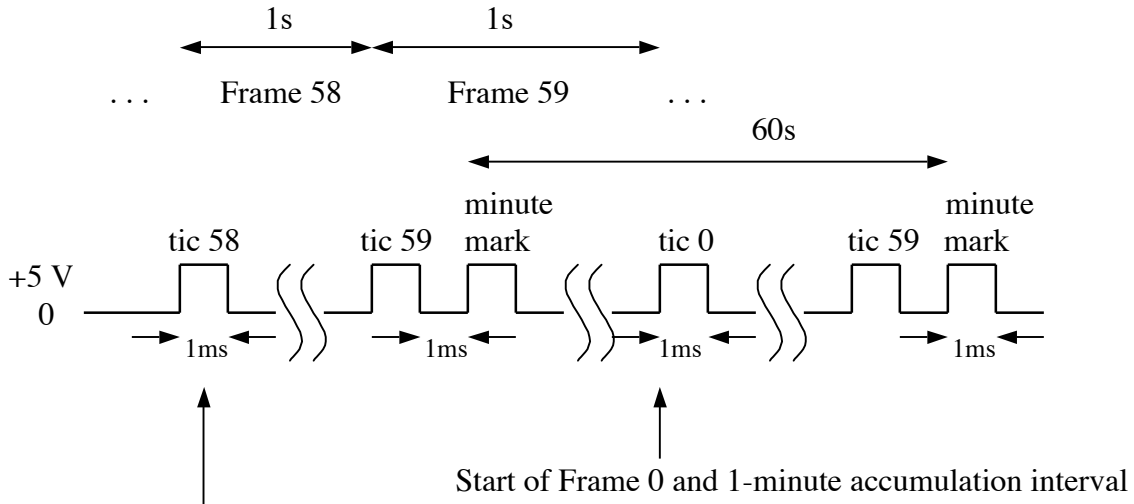 1s 1s
. . . Frame 58 Frame 59 . . .
60s
minute minute
tic 58 tic 59 mark tic 0 tic 59 mark
+5 V
0
1ms 1ms 1ms 1ms
Start of Frame 0 and 1-minute accumulation interval